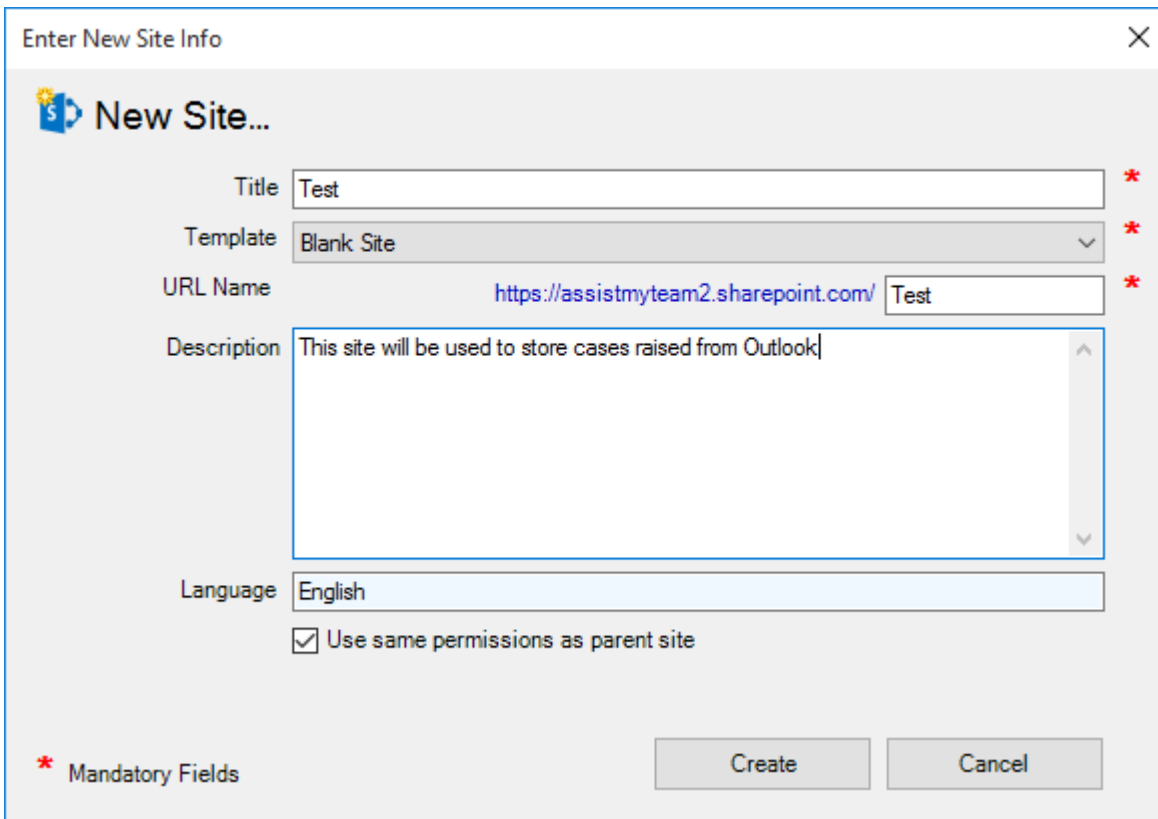 Enter New Site Info
New Site...
Title Test *
Template Blank Site *
URL Name https://assistmyteam2.sharepoint.com/ Test *
Description This site will be used to store cases raised from Outlook
Language English
Use same permissions as parent site
* Mandatory Fields Create Cancel